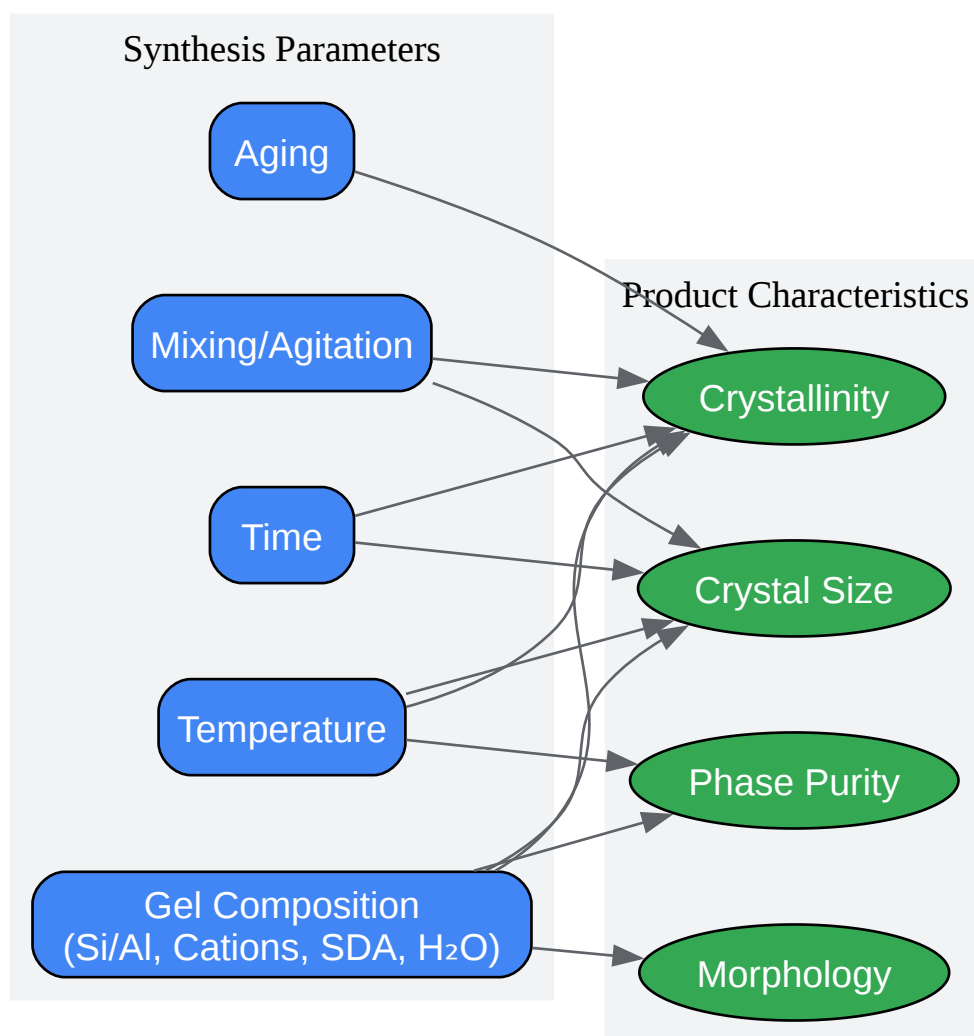 Synthesis Parameters
Aging
Mixing/Agitation
Time
Temperature
Gel Composition
(Si/Al, Cations, SDA, H₂O)
Product Characteristics
Crystallinity
Crystal Size
Phase Purity
Morphology